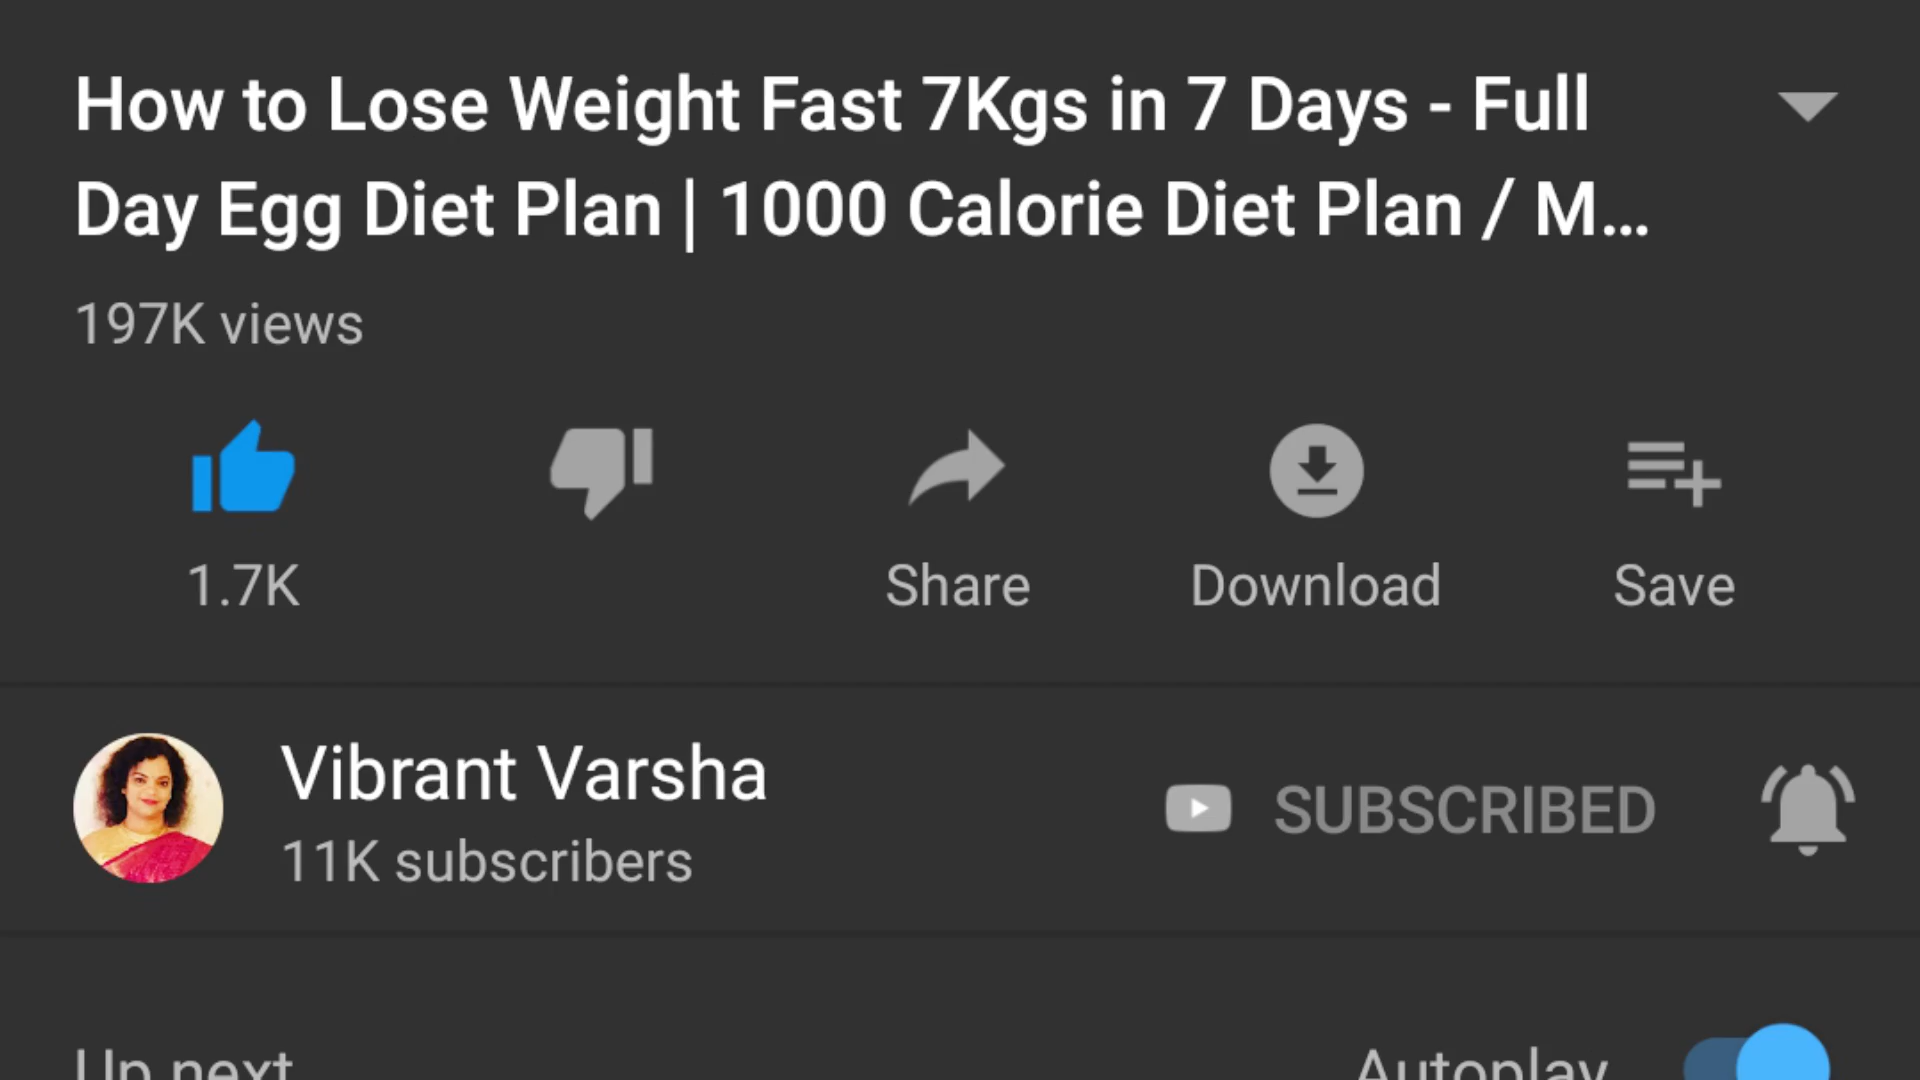 How to Lose Weight Fast 7Kgs in 7 Days - Full
Day Egg Diet Plan | 1000 Calorie Diet Plan / M...
197K views
1.7K
Share
Download
Save
Vibrant Varsha
11K subscribers
SUBSCRIBED
Up next
Autoplay